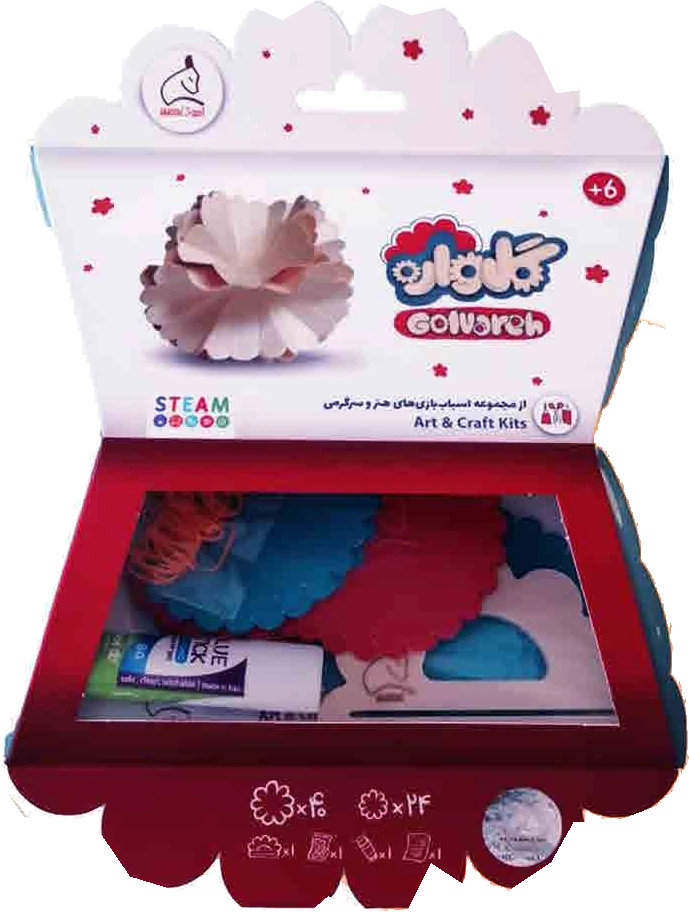 +6
گلواره
Golvareh
STEAM
از مجموعه اسباب‌بازی‌های هنر و سرگرمی
Art & Craft Kits
GLUE
STICK
8g
×۴۰ ×۲۴
×۱ ×۱ ×۱ ×۱